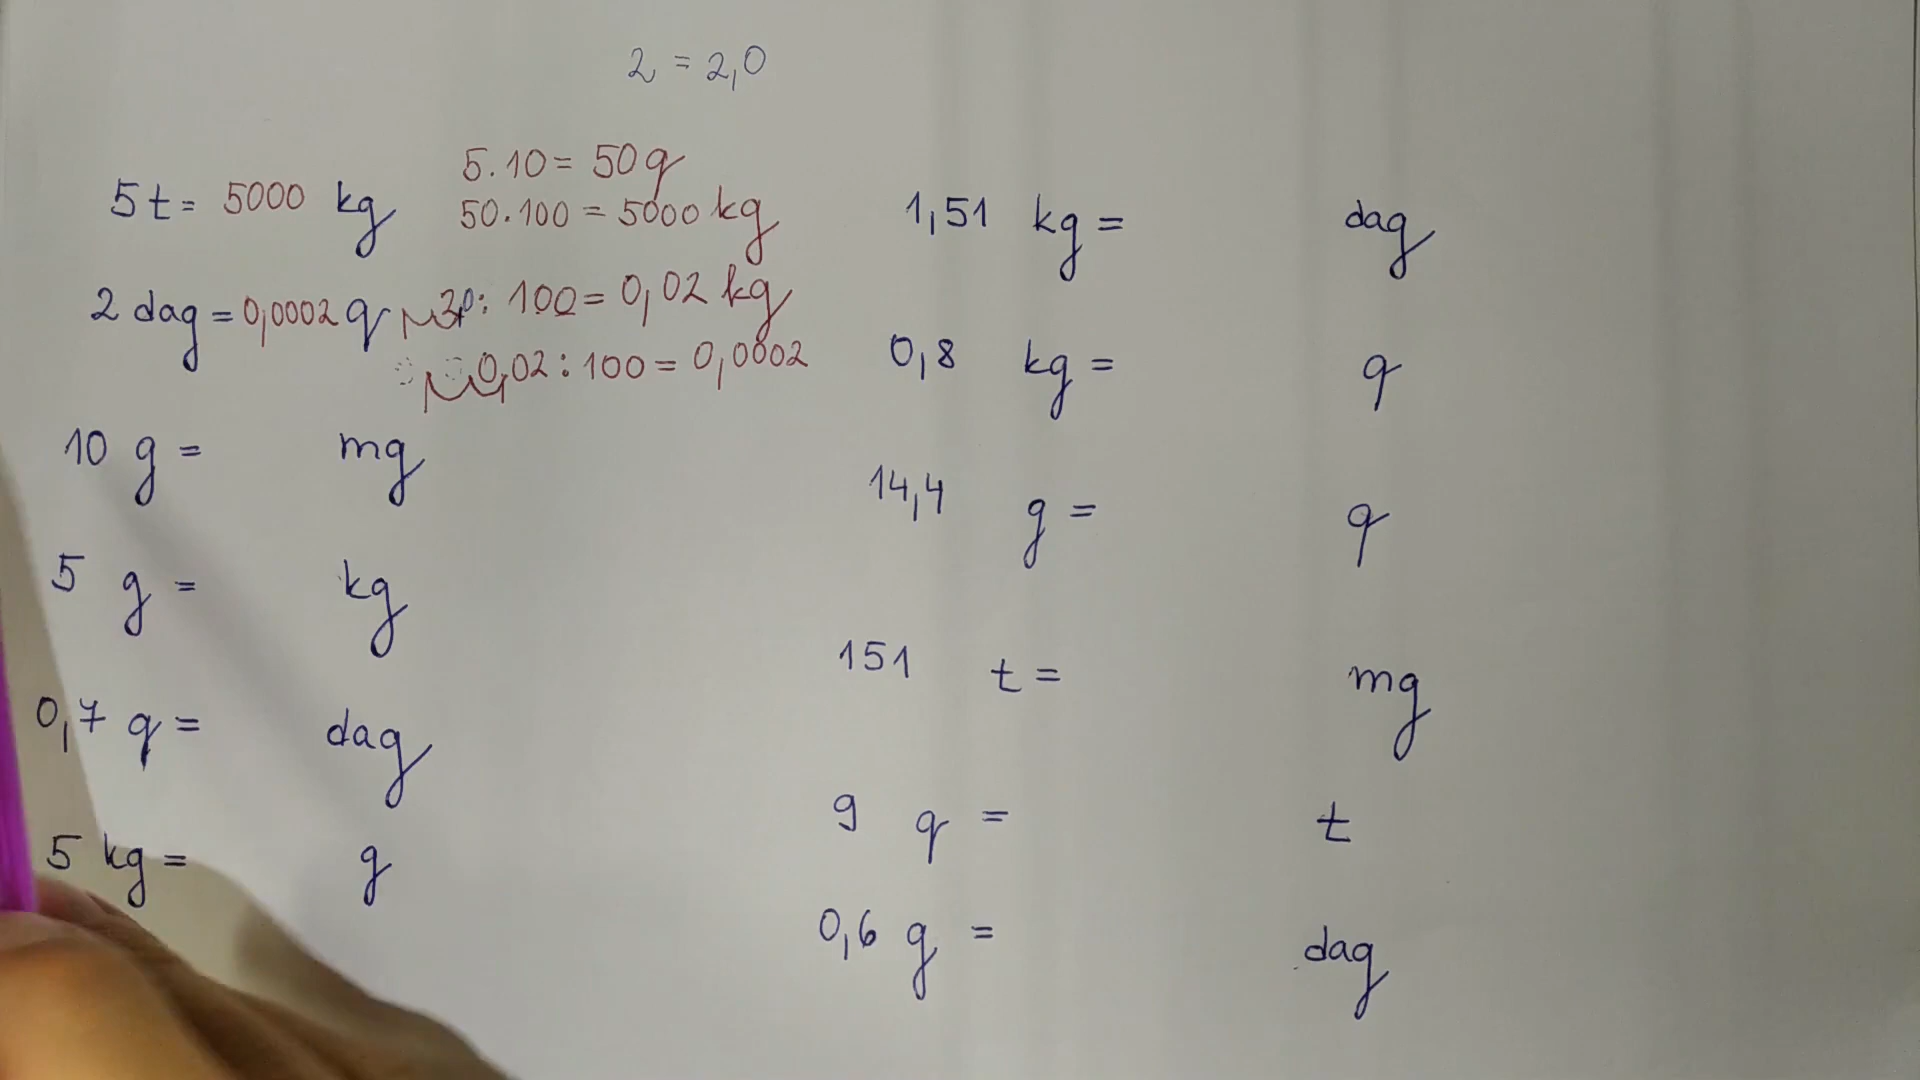 2 = 2,0
5t = 5000 kg
5.10 = 50q
50.100 = 5000 kg
2 dag = 0,0002 q
: 100 = 0,02 kg
0,02 : 100 = 0,0002
10 g = mg
5 g = kg
0,7 q = dag
5 kg = g
1,51 kg = dag
0,8 kg = q
14,4 g = q
151 t = mg
9 q = t
0,6 g = dag